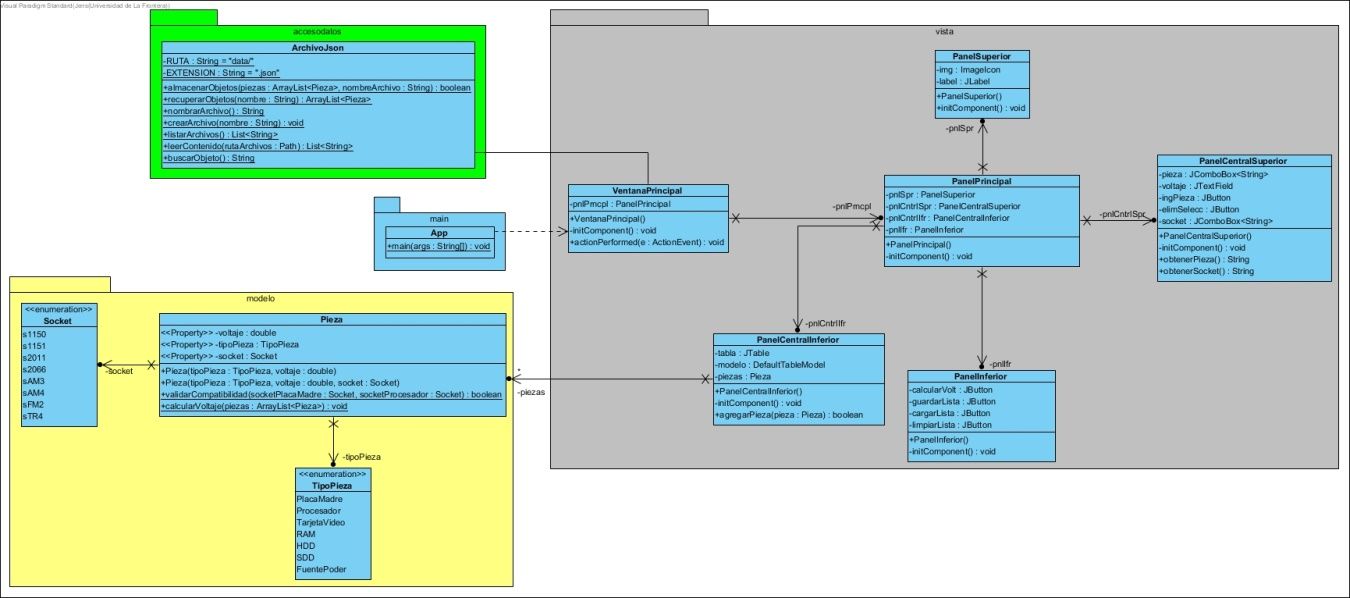 Visual Paradigm Standard(Jeno(Universidad de La Frontera))
accesodatos
ArchivoJson
-RUTA : String = "data/"
-EXTENSION : String = ".json"
+almacenarObjetos(piezas : ArrayList<Pieza>, nombreArchivo : String) : boolean
+recuperarObjetos(nombre : String) : ArrayList<Pieza>
+nombrarArchivo() : String
+crearArchivo(nombre : String) : void
+listarArchivos() : List<String>
+leerContenido(rutaArchivos : Path) : List<String>
+buscarObjeto() : String
main
App
+main(args : String[]) : void
vista
PanelSuperior
-img : ImageIcon
-label : JLabel
+PanelSuperior()
+initComponent() : void
-pnlSpr
VentanaPrincipal
-pnlPrncpl : PanelPrincipal
+VentanaPrincipal()
-initComponent() : void
+actionPerformed(e : ActionEvent) : void
-pnlPrncpl
PanelPrincipal
-pnlSpr : PanelSuperior
-pnlCntrlSpr : PanelCentralSuperior
-pnlCntrlIfr : PanelCentralInferior
-pnlIfr : PanelInferior
+PanelPrincipal()
-initComponent() : void
-pnlCntrlSpr
PanelCentralSuperior
-pieza : JComboBox<String>
-voltaje : JTextField
-ingPieza : JButton
-elimSelecc : JButton
-socket : JComboBox<String>
+PanelCentralSuperior()
-initComponent() : void
+obtenerPieza() : String
+obtenerSocket() : String
-pnlCntrlIfr
PanelCentralInferior
-tabla : JTable
-modelo : DefaultTableModel
-piezas : Pieza
+PanelCentralInferior()
-initComponent() : void
+agregarPieza(pieza : Pieza) : boolean
-pnlIfr
PanelInferior
-calcularVolt : JButton
-guardarLista : JButton
-cargarLista : JButton
-limpiarLista : JButton
+PanelInferior()
-initComponent() : void
modelo
<<enumeration>>
Socket
s1150
s1151
s2011
s2066
sAM3
sAM4
sFM2
sTR4
-socket
Pieza
<<Property>> -voltaje : double
<<Property>> -tipoPieza : TipoPieza
<<Property>> -socket : Socket
+Pieza(tipoPieza : TipoPieza, voltaje : double)
+Pieza(tipoPieza : TipoPieza, voltaje : double, socket : Socket)
+validarCompatibilidad(socketPlacaMadre : Socket, socketProcesador : Socket) : boolean
+calcularVoltaje(piezas : ArrayList<Pieza>) : void
*
-piezas
-tipoPieza
<<enumeration>>
TipoPieza
PlacaMadre
Procesador
TarjetaVideo
RAM
HDD
SDD
FuentePoder